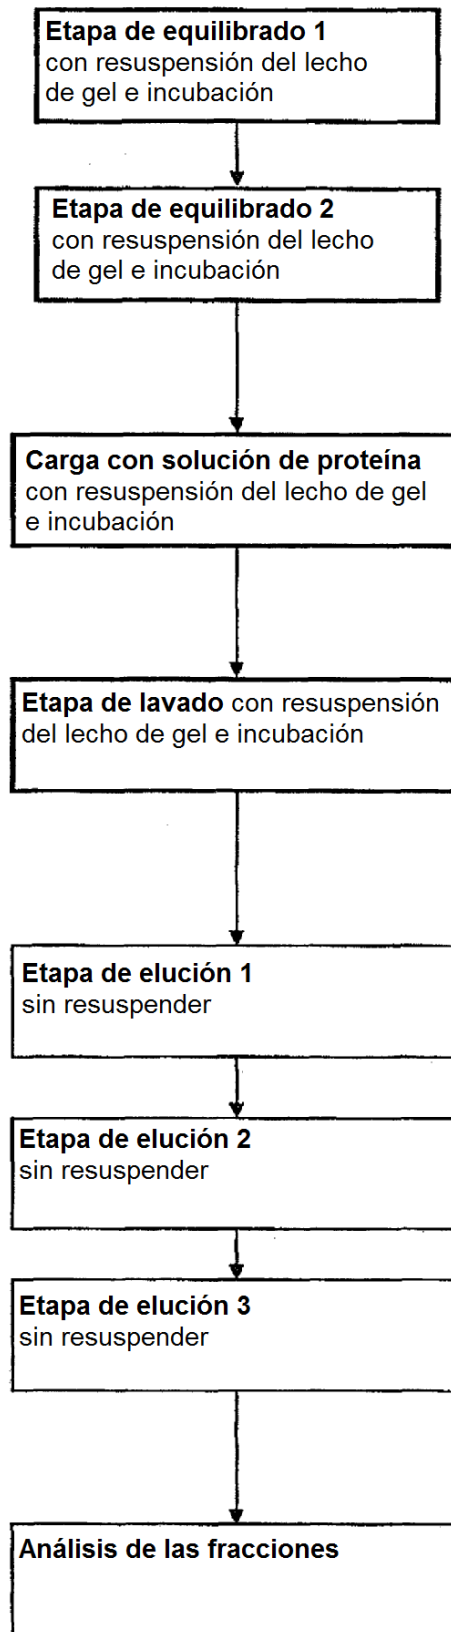 Etapa de equilibrado 1
con resuspensión del lecho
de gel e incubación
Etapa de equilibrado 2
con resuspensión del lecho
de gel e incubación
Carga con solución de proteína
con resuspensión del lecho de gel
e incubación
Etapa de lavado con resuspensión
del lecho de gel e incubación
Etapa de elución 1
sin resuspender
Etapa de elución 2
sin resuspender
Etapa de elución 3
sin resuspender
Análisis de las fracciones